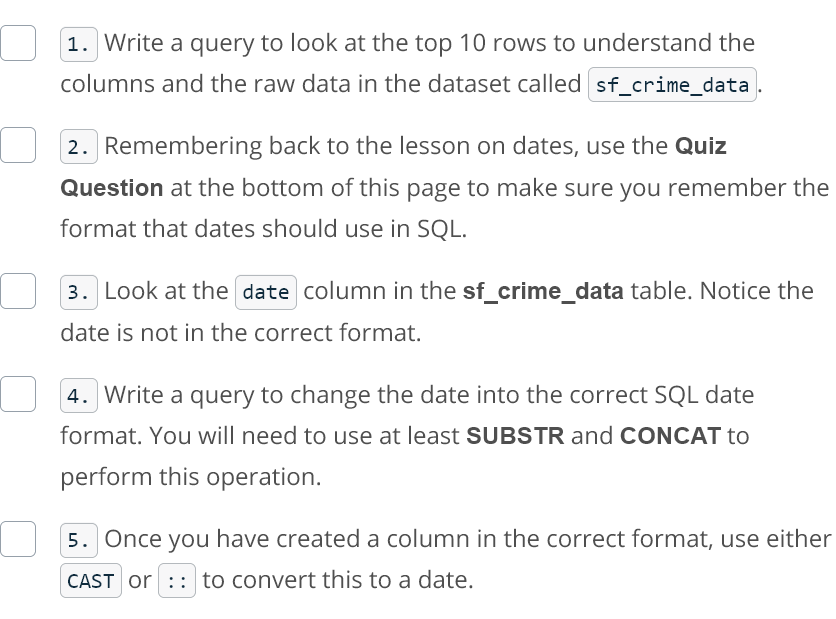 1. Write a query to look at the top 10 rows to understand the
columns and the raw data in the dataset called sf_crime_data.
2. Remembering back to the lesson on dates, use the Quiz
Question at the bottom of this page to make sure you remember the
format that dates should use in SQL.
3. Look at the date column in the sf_crime_data table. Notice the
date is not in the correct format.
4. Write a query to change the date into the correct SQL date
format. You will need to use at least SUBSTR and CONCAT to
perform this operation.
5. Once you have created a column in the correct format, use either
CAST or :: to convert this to a date.